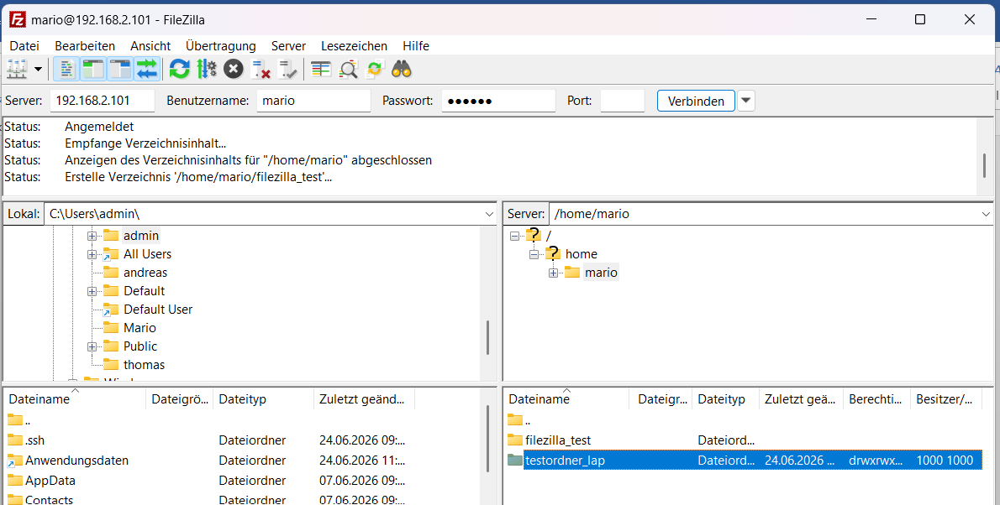 mario@192.168.2.101 - FileZilla
Datei Bearbeiten Ansicht Übertragung Server Lesezeichen Hilfe
Server: 192.168.2.101 Benutzername: mario Passwort: ●●●●●● Port: Verbinden
Status: Angemeldet
Status: Empfange Verzeichnisinhalt...
Status: Anzeigen des Verzeichnisinhalts für "/home/mario" abgeschlossen
Status: Erstelle Verzeichnis '/home/mario/filezilla_test'...
Lokal: C:\Users\admin\
admin
All Users
andreas
Default
Default User
Mario
Public
thomas
Server: /home/mario
/
home
mario
Dateiname Dateigrö... Dateityp Zuletzt geänd...
..
.ssh Dateiordner 24.06.2026 09:...
Anwendungsdaten Dateiordner 24.06.2026 11:...
AppData Dateiordner 07.06.2026 09:...
Contacts Dateiordner 07.06.2026 09:...
Dateiname Dateigr... Dateityp Zuletzt geä... Berechti... Besitzer/...
..
filezilla_test Dateiord...
testordner_lap Dateiord... 24.06.2026 ... drwxrwx... 1000 1000